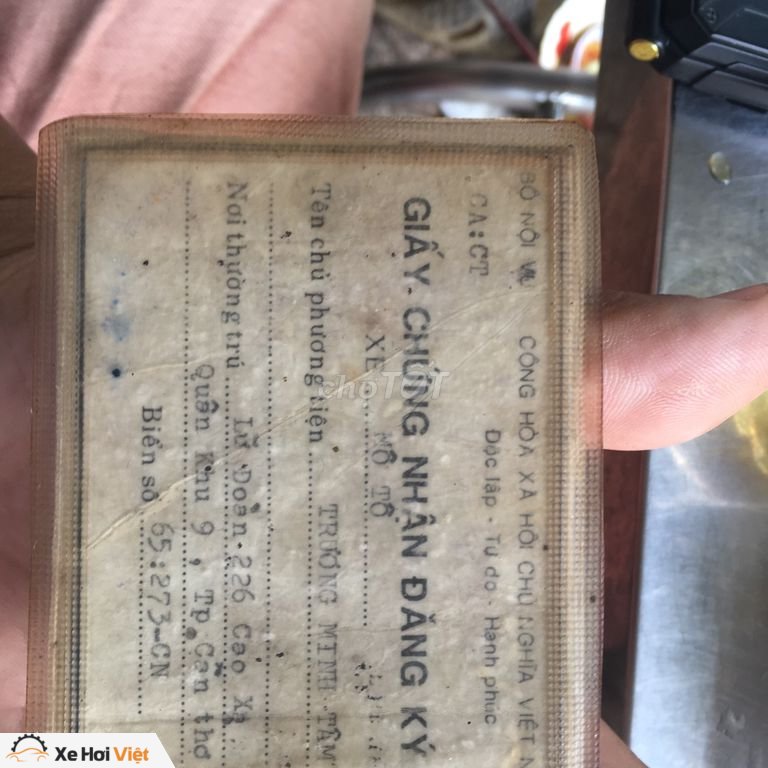 BỘ NỘI VỤ CỘNG HÒA XÃ HỘI CHỦ NGHĨA VIỆT N
CA:CT Độc lập - Tự do - Hạnh phúc
GIẤY CHỨNG NHẬN ĐĂNG KÝ
XE MÔ TÔ
Tên chủ phương tiện TRƯƠNG MINH TÂM
Nơi thường trú Lữ Đoàn 226 Cao Xạ
Quân Khu 9, Tp Cần thơ
Biển số 65:273-CN
choTỐT
Xe Hơi Việt